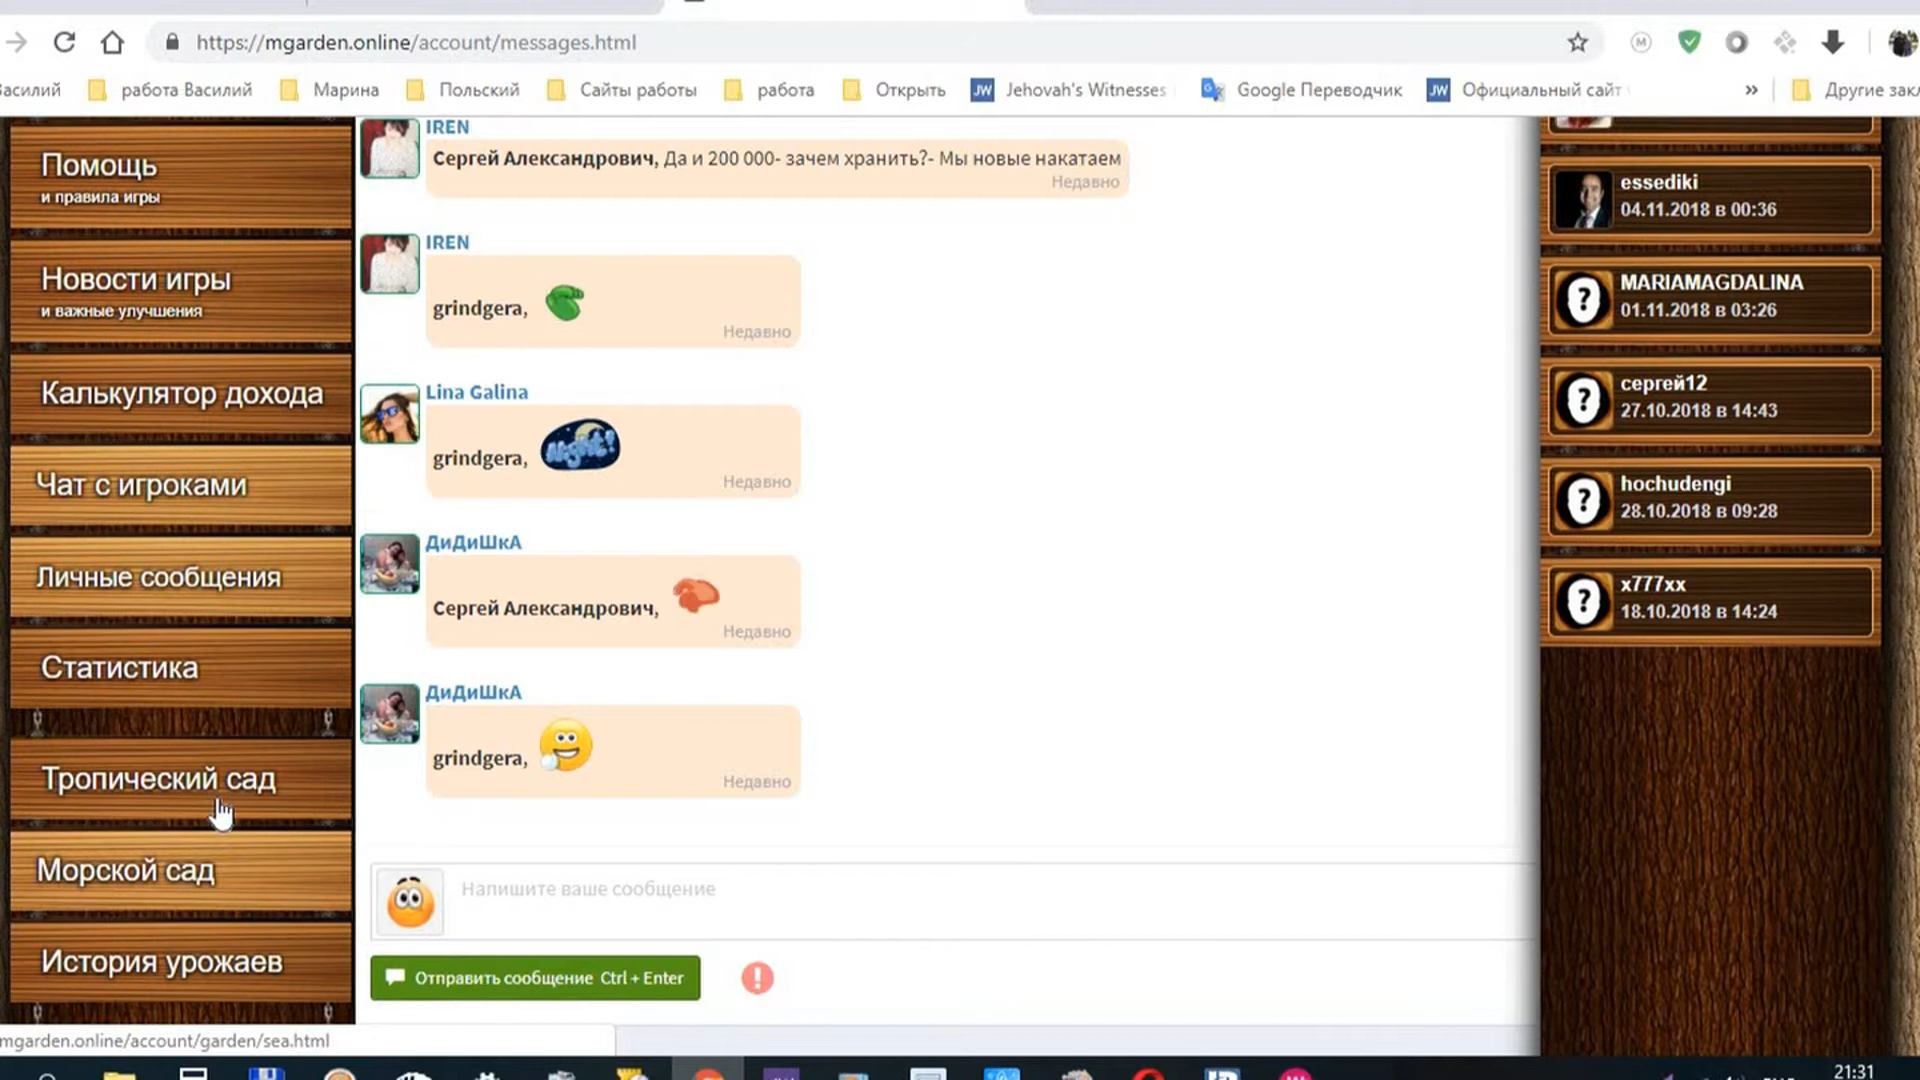 https://mgarden.online/account/messages.html
Василий
работа Василий
Марина
Польский
Сайты работы
работа
Открыть
Jehovah's Witnesses
Google Переводчик
Официальный сайт
»
Другие закл
Помощь
и правила игры
Новости игры
и важные улучшения
Калькулятор дохода
Чат с игроками
Личные сообщения
Статистика
Тропический сад
Морской сад
История урожаев
mgarden.online/account/garden/sea.html
IREN
Сергей Александрович, Да и 200 000- зачем хранить?- Мы новые накатаем
Недавно
IREN
grindgera,
Недавно
Lina Galina
grindgera, Night!
Недавно
ДиДиШкА
Сергей Александрович,
Недавно
ДиДиШкА
grindgera,
Недавно
Напишите ваше сообщение
Отправить сообщение Ctrl + Enter
essediki
04.11.2018 в 00:36
MARIAMAGDALINA
01.11.2018 в 03:26
сергей12
27.10.2018 в 14:43
hochudengi
28.10.2018 в 09:28
x777xx
18.10.2018 в 14:24
21:31